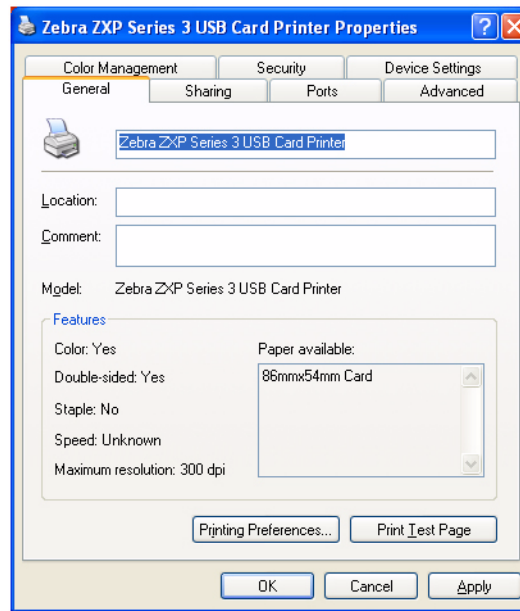 Zebra ZXP Series 3 USB Card Printer Properties
Color Management Security Device Settings
General Sharing Ports Advanced
Zebra ZXP Series 3 USB Card Printer
Location:
Comment:
Model: Zebra ZXP Series 3 USB Card Printer
Features
Color: Yes Paper available:
Double-sided: Yes 86mmx54mm Card
Staple: No
Speed: Unknown
Maximum resolution: 300 dpi
Printing Preferences... Print Test Page
OK Cancel Apply